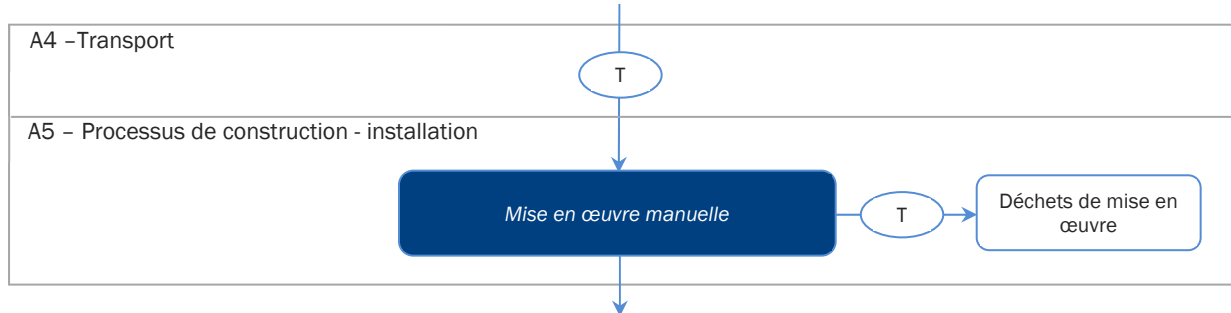 A4 –Transport
T
A5 – Processus de construction - installation
Mise en œuvre manuelle
T
Déchets de mise en
œuvre